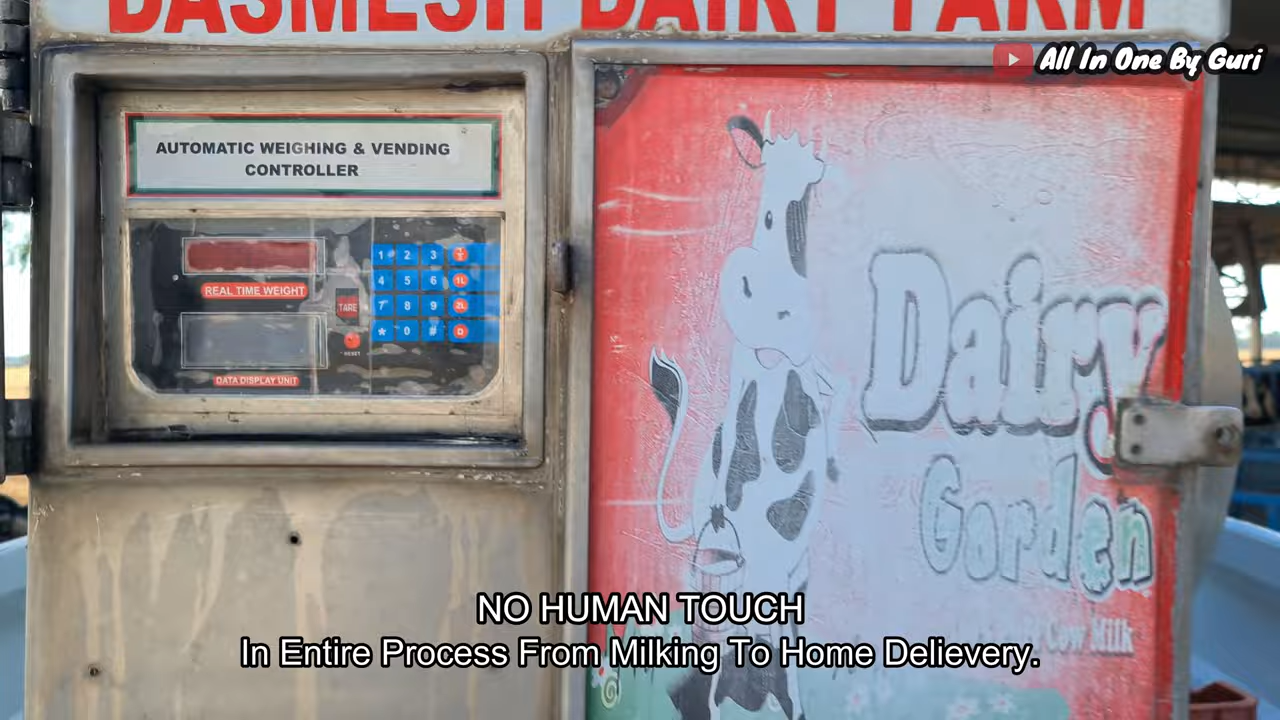 DASMESH DAIRY FARM
All In One By Guri
AUTOMATIC WEIGHING & VENDING
CONTROLLER
REAL TIME WEIGHT
TARE
RESET
DATA DISPLAY UNIT
1 2 3
4 5 6 1L
7 8 9 2L
* 0 # D
Dairy
Garden
Cow Milk
NO HUMAN TOUCH
In Entire Process From Milking To Home Delievery.